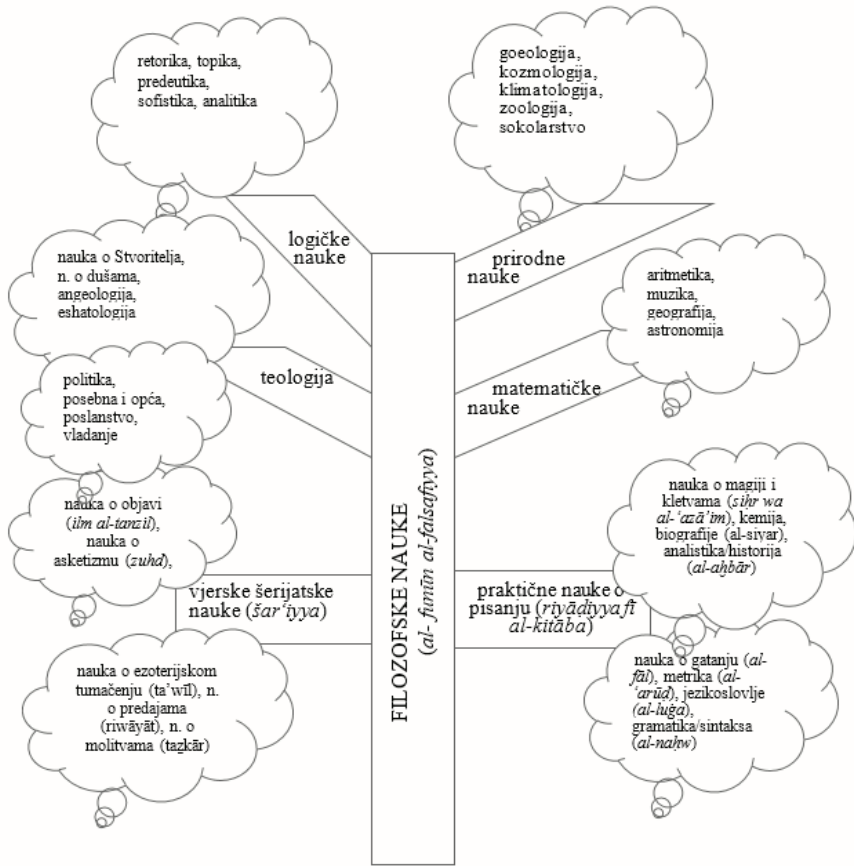 retorika, topika,
predeutika,
sofistika, analitika
goeologija,
kozmologija,
klimatologija,
zoologija,
sokolarstvo
logičke
nauke
prirodne
nauke
nauka o Stvoritelja,
n. o dušama,
angeologija,
eshatologija
aritmetika,
muzika,
geografija,
astronomija
teologija
matematičke
nauke
politika,
posebna i opća,
poslanstvo,
vladanje
FILOZOFSKE NAUKE
(al- funūn al-falsafiyya)
nauka o objavi
(ilm al-tanzil),
nauka o
asketizmu (zuhd),
nauka o magiji i
kletvama (sihr wa
al-‘azā’im), kemija,
biografije (al-siyar),
analistika/historija
(al-aḫbār)
vjerske šerijatske
nauke (šar‘iyya)
praktične nauke o
pisanju (riyāḍiyya fī
al-kitāba)
nauka o ezoterijskom
tumačenju (ta’wīl), n.
o predajama
(riwāyāt), n. o
molitvama (taẕkār)
nauka o gatanju (al-
fāl), metrika (al-
‘arūḍ), jezikoslovlje
(al-luġa),
gramatika/sintaksa
(al-naḥw)